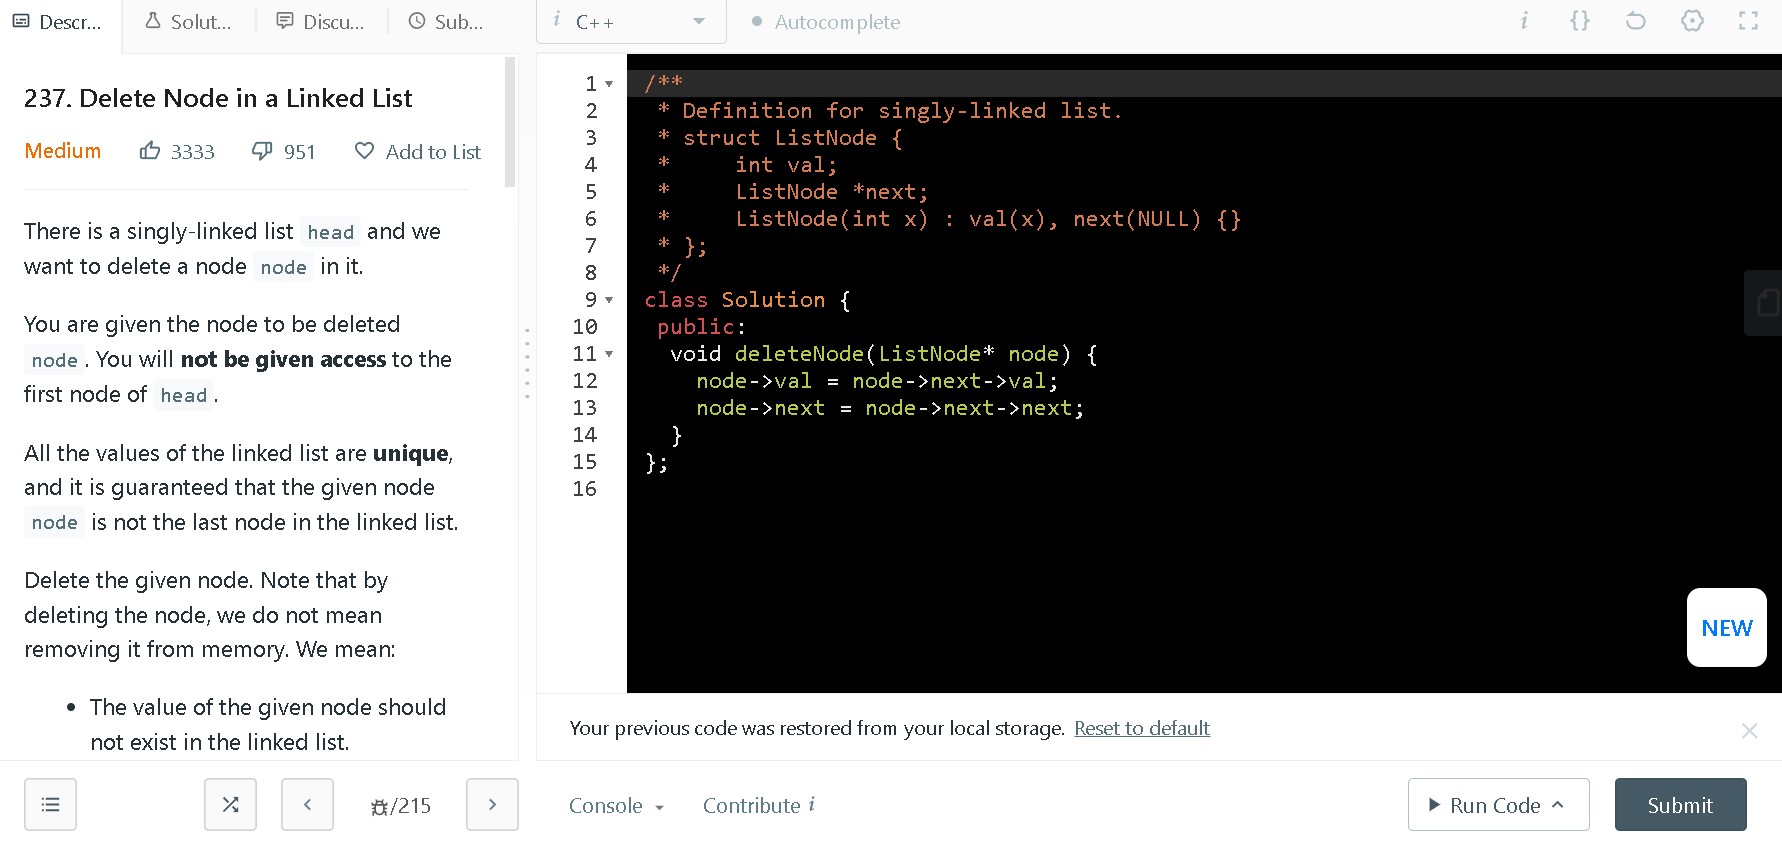 Descr...
Solut...
Discu...
Sub...
i C++
Autocomplete
i {}
237. Delete Node in a Linked List
Medium 3333 951 Add to List
There is a singly-linked list head and we
want to delete a node node in it.
You are given the node to be deleted
node . You will not be given access to the
first node of head .
All the values of the linked list are unique,
and it is guaranteed that the given node
node is not the last node in the linked list.
Delete the given node. Note that by
deleting the node, we do not mean
removing it from memory. We mean:
• The value of the given node should
not exist in the linked list.
1 /**
2 * Definition for singly-linked list.
3 * struct ListNode {
4 * int val;
5 * ListNode *next;
6 * ListNode(int x) : val(x), next(NULL) {}
7 * };
8 */
9 class Solution {
10 public:
11 void deleteNode(ListNode* node) {
12 node->val = node->next->val;
13 node->next = node->next->next;
14 }
15 };
16
NEW
Your previous code was restored from your local storage. Reset to default
/215
Console
Contribute i
Run Code
Submit